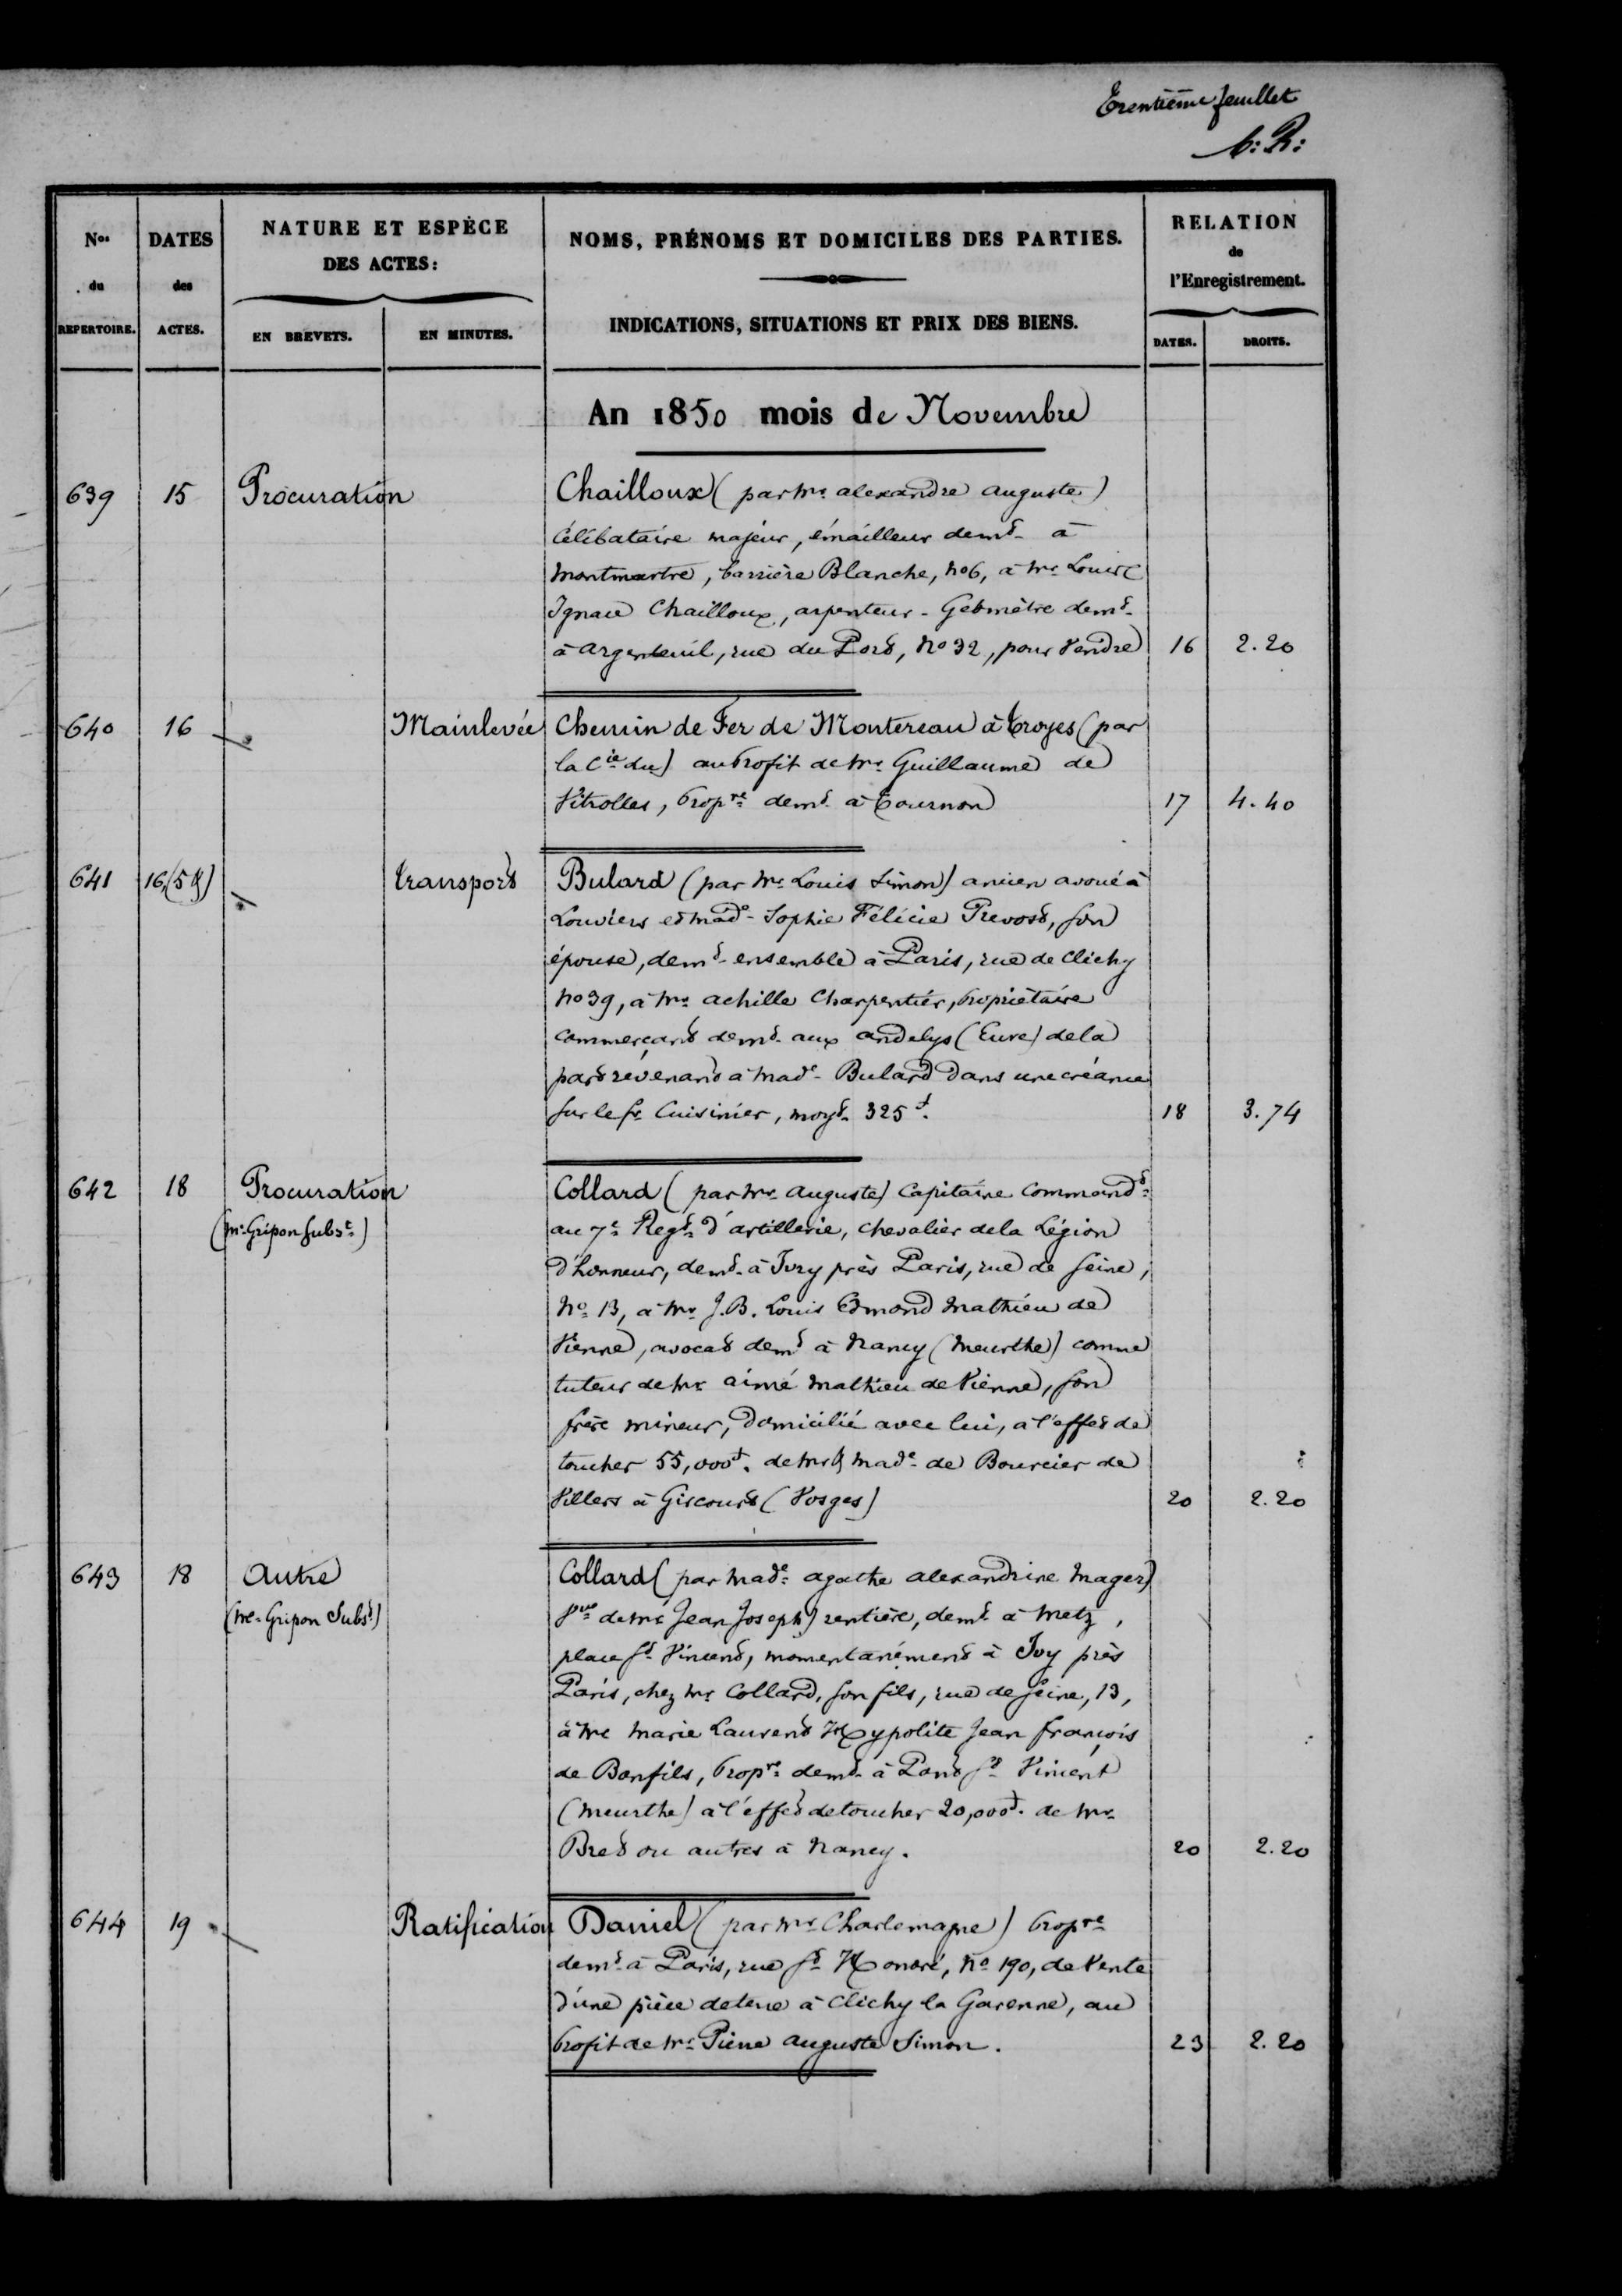 Trentième feuillet
b: R:
Nos du REPERTOIRE.
DATES des ACTES.
NATURE ET ESPÈCE DES ACTES:
EN BREVETS.
EN MINUTES.
NOMS, PRÉNOMS ET DOMICILES DES PARTIES.
INDICATIONS, SITUATIONS ET PRIX DES BIENS.
RELATION de l'Enregistrement.
DATES.
DROITS.
An 1850 mois de Novembre
639 15 Procuration Chailloux (par Mr. alexandre auguste)
Célibataire majeur, émailleur demt. à
Montmartre, barrière Blanche, No 6, à Mr. Louis
Ignace Chailloux, arpenteur-Géomètre demt.
à argenteuil, rue du Port, No 32, pour Vendre 16 2.20
640 16 Mainlevée Chemin de Fer de Montereau à Troyes (par
la Cie du) au profit de Mr. Guillaume de
Vitrolles, propre demt. à Tournon 17 4.40
641 16, (5 transport Bulard (par Mr. Louis Simon) ancien avoué à
Louviers et Made. Sophie Félicie Prevost, son
épouse, demt. ensemble à Paris, rue de Clichy
No 39, à Mr. achille Charpentier, propriétaire
commerçant demt. aux andelys (Eure) de la
part revenant à Made. Bulard dans une créance
sur le sr. Cuisinier, moyt. 325 f. 18 3.74
642 18 Procuration Collard (par Mr. auguste) Capitaine Commandt.
(Me. Gripon subst.) au 7e. Regt. d'artillerie, chevalier de la Légion
d'honneur, demt. à Ivry près Paris, rue de Seine,
No. 13, à Mr. J.B. Louis Edmond Mathieu de
Vienne, avocat demt. à Nancy (Meurthe) comme
tuteur de Mr. aimé Mathieu de Vienne, son
frère mineur, domicilié avec lui, à l'effet de
toucher 55,000 f. de Mr & Made. de Bourcier de
Villers à Gircourt (Vosges) 20 2.20
643 18 autre Collard (par Made. agathe alexandrine Mager)
(Me. Gripon Subst.) Vve. de Mr. Jean Joseph) rentière, demt. à Metz,
place St. Vincent, momentanément à Ivy près
Paris, chez Mr. Collard, son fils, rue de Seine, 13,
à Mr. Marie Laurent Hypolite Jean François
de Bonfils, propre. demt. à Pont St. Vincent
(Meurthe) à l'effet de toucher 20,000 f. de Mr.
Bret ou autres à Nancy. 20 2.20
644 19 Ratification Daniel (par Mr. Charlemagne) propre
demt. à Paris, rue St. Honoré, No. 190, de Vente
d'une pièce de terre à Clichy la Garenne, au
profit de Mr. Pierre auguste Simon. 23 2.20